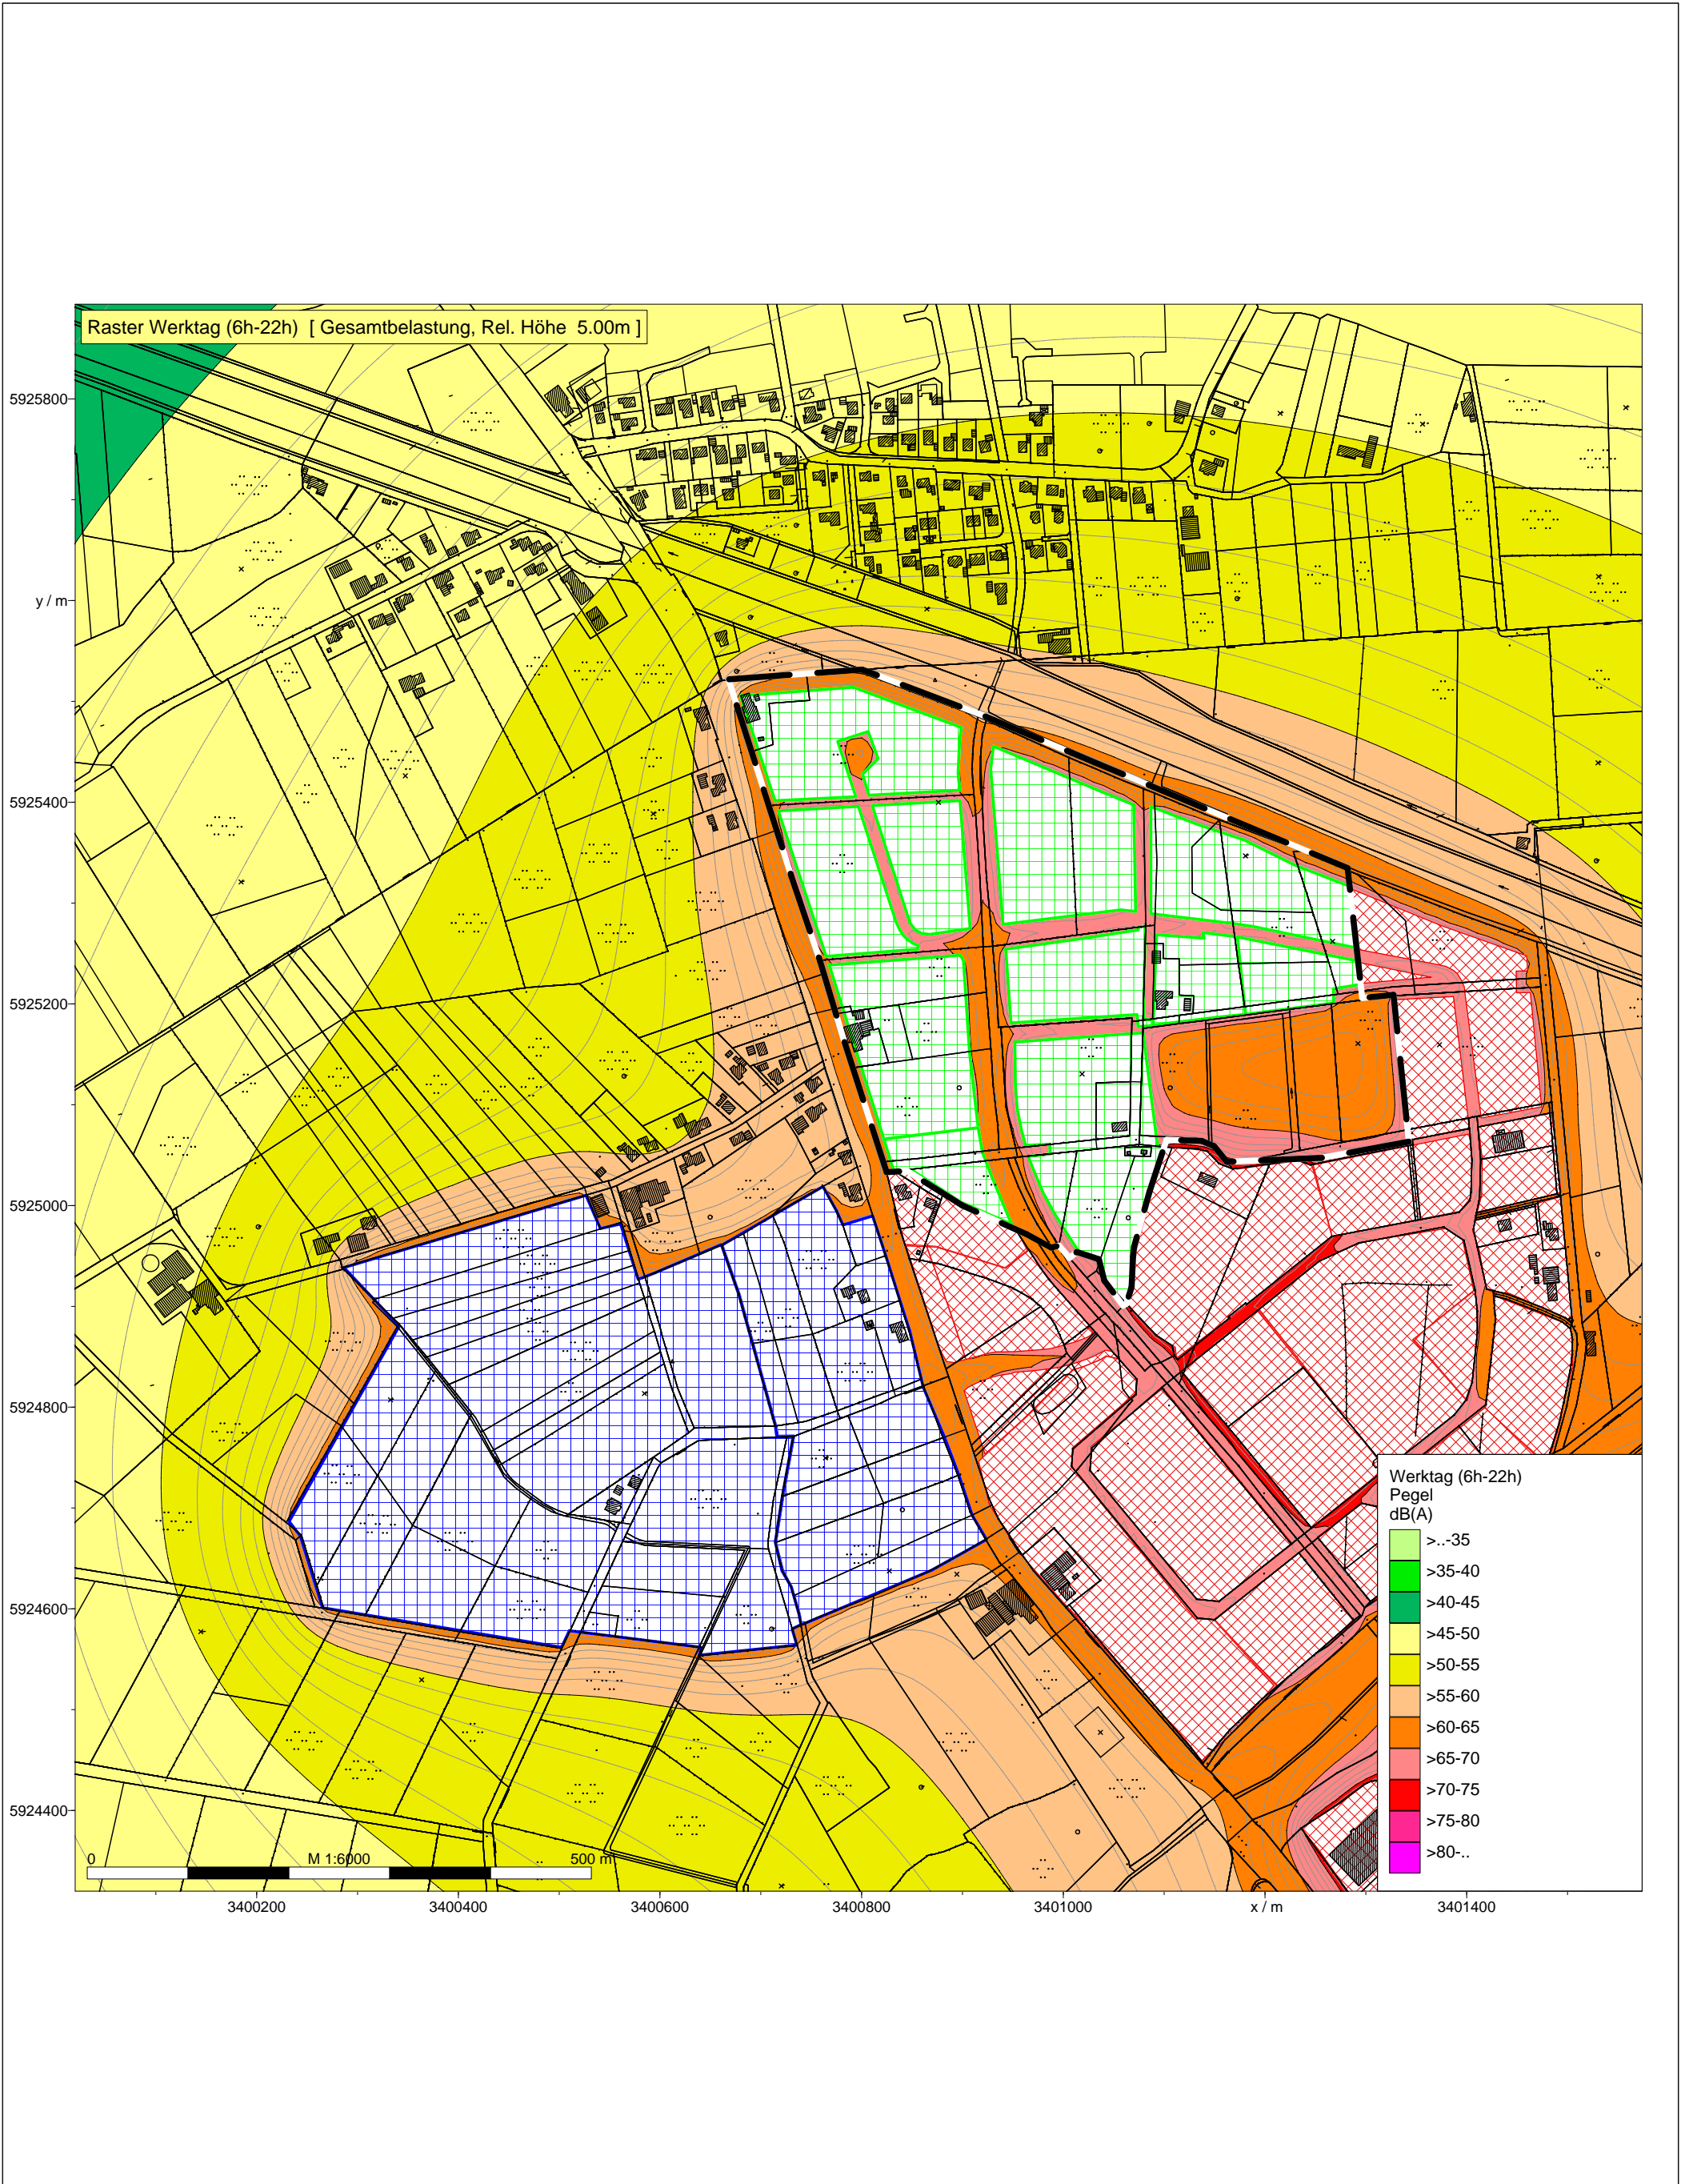 Raster Werktag (6h-22h) [ Gesamtbelastung, Rel. Höhe 5.00m ]
5925800
y / m
5925400
5925200
5925000
5924800
5924600
5924400
Werktag (6h-22h)
Pegel
dB(A)
>..-35
>35-40
>40-45
>45-50
>50-55
>55-60
>60-65
>65-70
>70-75
>75-80
>80-..
0 M 1:6000 500 m
3400200 3400400 3400600 3400800 3401000 x / m 3401400